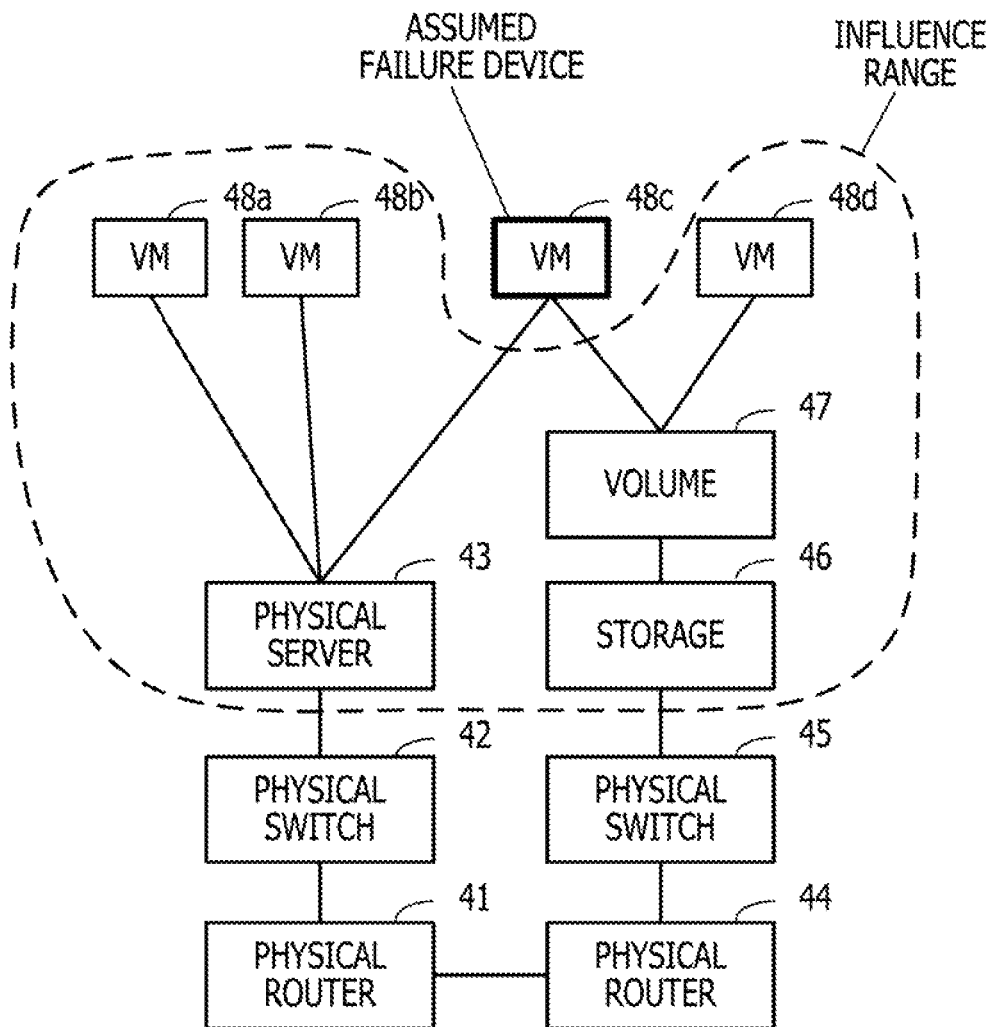 ASSUMED
FAILURE DEVICE
INFLUENCE
RANGE
48a
48b
48c
48d
VM
VM
VM
VM
47
VOLUME
43
46
PHYSICAL
SERVER
STORAGE
42
45
PHYSICAL
SWITCH
PHYSICAL
SWITCH
41
44
PHYSICAL
ROUTER
PHYSICAL
ROUTER